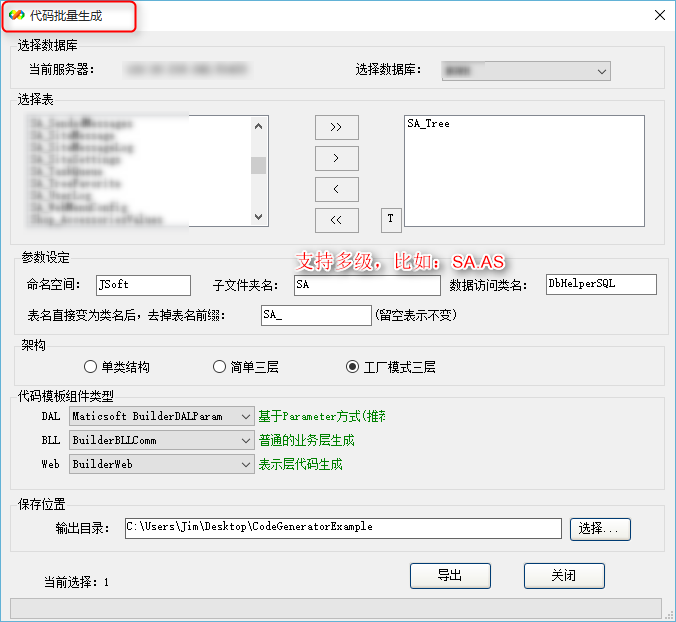 代码批量生成
选择数据库
当前服务器：
选择数据库：
选择表
>>
>
<
<<
T
SA_Tree
参数设定
支持多级，比如：SA.AS
命名空间： JSoft 子文件夹名： SA 数据访问类名： DbHelperSQL
表名直接变为类名后，去掉表名前缀： SA_ (留空表示不变)
架构
单类结构 简单三层 工厂模式三层
代码模板组件类型
DAL Maticsoft BuilderDALParam 基于Parameter方式(推荐
BLL BuilderBLLComm 普通的业务层生成
Web BuilderWeb 表示层代码生成
保存位置
输出目录： C:\Users\Jim\Desktop\CodeGeneratorExample 选择...
当前选择：1
导出 关闭